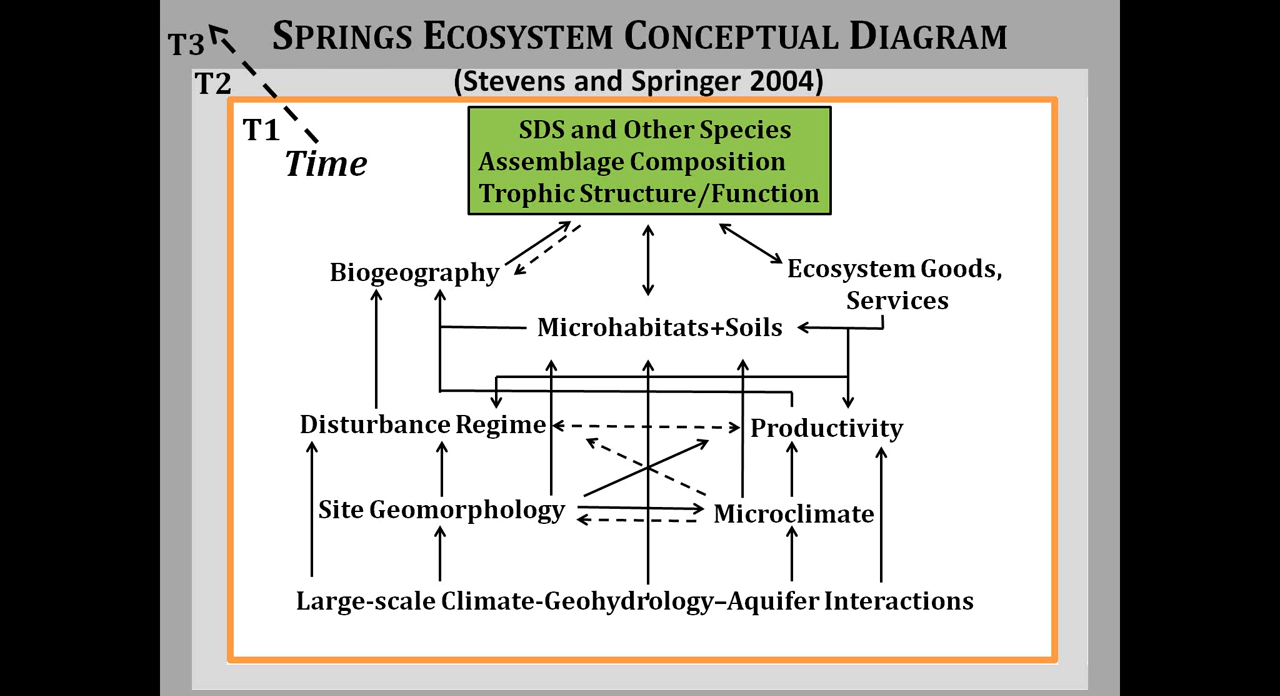 SPRINGS ECOSYSTEM CONCEPTUAL DIAGRAM
(Stevens and Springer 2004)
T3
T2
T1
Time
SDS and Other Species
Assemblage Composition
Trophic Structure/Function
Biogeography
Ecosystem Goods,
Services
Microhabitats+Soils
Disturbance Regime
Productivity
Site Geomorphology
Microclimate
Large-scale Climate-Geohydrology–Aquifer Interactions